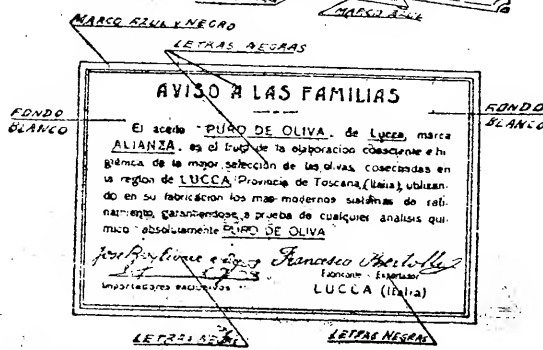 MARCO AZUL
MARCO AZUL Y NEGRO
LETRAS NEGRAS
AVISO A LAS FAMILIAS
FONDO BLANCO
FONDO BLANCO
El aceite "PURO DE OLIVA" de Lucca, marca
ALIANZA, es el fruto de la elaboración consciente e hi
giénica de la mejor selección de las olivas cosechadas en
la region de LUCCA, Provincia de Toscana, (Italia), utilizan-
do en su fabricación los mas modernos sistemas de refi-
namiento, garantiendose a prueba de cualquier analisis qui-
mico absolutamente PURO DE OLIVA
Francesco Bertolli
Fabricante - Exportador
Importadores exclusivos
LUCCA (Italia)
LETRAS
LETRAS NEGRAS